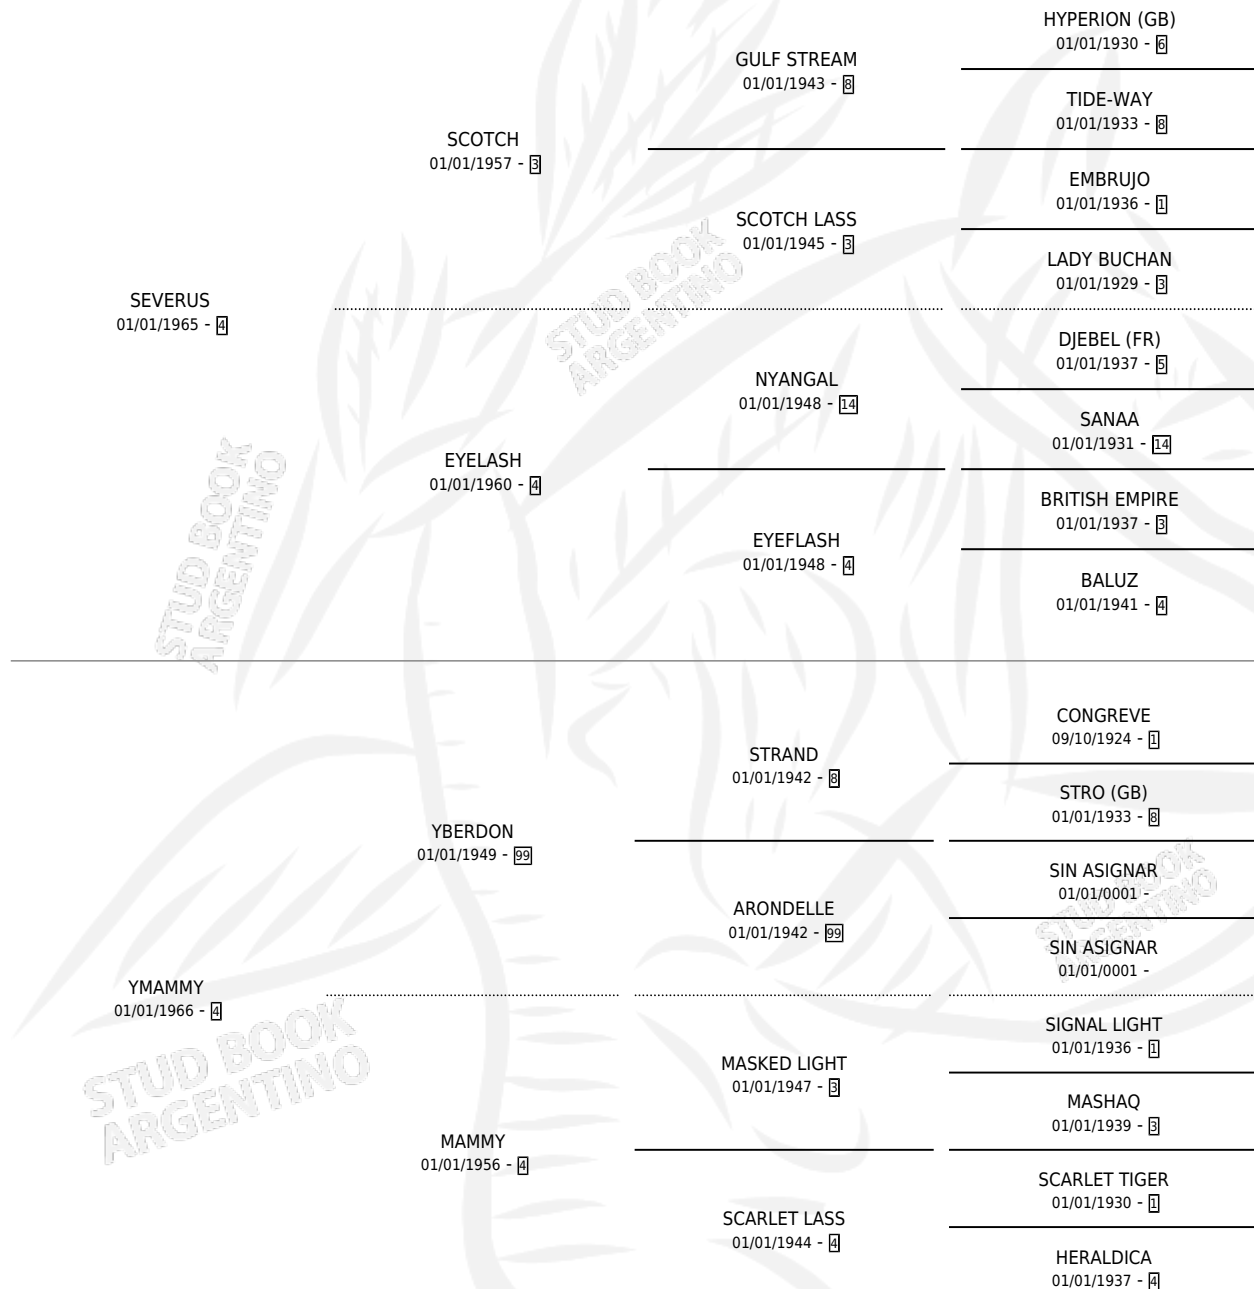 HYPERION (GB)
01/01/1930 - 6
GULF STREAM
01/01/1943 - 8
TIDE-WAY
01/01/1933 - 8
SCOTCH
01/01/1957 - 3
EMBRUJO
01/01/1936 - 1
SCOTCH LASS
01/01/1945 - 3
LADY BUCHAN
01/01/1929 - 3
SEVERUS
01/01/1965 - 4
DJEBEL (FR)
01/01/1937 - 5
NYANGAL
01/01/1948 - 14
SANAA
01/01/1931 - 14
EYELASH
01/01/1960 - 4
BRITISH EMPIRE
01/01/1937 - 3
EYEFLASH
01/01/1948 - 4
BALUZ
01/01/1941 - 4
CONGREVE
09/10/1924 - 1
STRAND
01/01/1942 - 8
STRO (GB)
01/01/1933 - 8
YBERDON
01/01/1949 - 99
SIN ASIGNAR
01/01/0001 -
ARONDELLE
01/01/1942 - 99
SIN ASIGNAR
01/01/0001 -
YMAMMY
01/01/1966 - 4
SIGNAL LIGHT
01/01/1936 - 1
MASKED LIGHT
01/01/1947 - 3
MASHAQ
01/01/1939 - 3
MAMMY
01/01/1956 - 4
SCARLET TIGER
01/01/1930 - 1
SCARLET LASS
01/01/1944 - 4
HERALDICA
01/01/1937 - 4
STUD BOOK
ARGENTINO
STUD BOOK
ARGENTINO
STUD BOOK
ARGENTINO
STUD BOOK
ARGENTINO